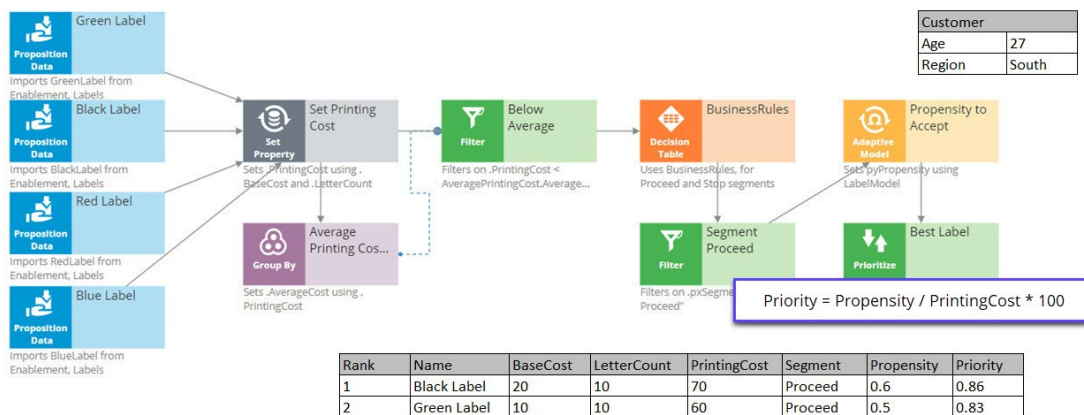 Green Label
Proposition
Data
Imports GreenLabel from
Enablement, Labels
Black Label
Proposition
Data
Imports BlackLabel from
Enablement, Labels
Red Label
Proposition
Data
Imports RedLabel from
Enablement, Labels
Blue Label
Proposition
Data
Imports BlueLabel from
Enablement, Labels
Set Printing
Cost
Set
Property
Sets .PrintingCost using .
BaseCost and .LetterCount
Average
Printing Cos...
Group By
Sets .AverageCost using .
PrintingCost
Below
Average
Filter
Filters on .PrintingCost <
AveragePrintingCost.Average...
BusinessRules
Decision
Table
Uses BusinessRules, for
Proceed and Stop segments
Segment
Proceed
Filter
Filters on .pxSegment
Proceed"
Propensity to
Accept
Adaptive
Model
Sets pyPropensity using
LabelModel
Best Label
Prioritize
Priority = Propensity / PrintingCost * 100
Customer
Age 27
Region South
Rank Name BaseCost LetterCount PrintingCost Segment Propensity Priority
1 Black Label 20 10 70 Proceed 0.6 0.86
2 Green Label 10 10 60 Proceed 0.5 0.83